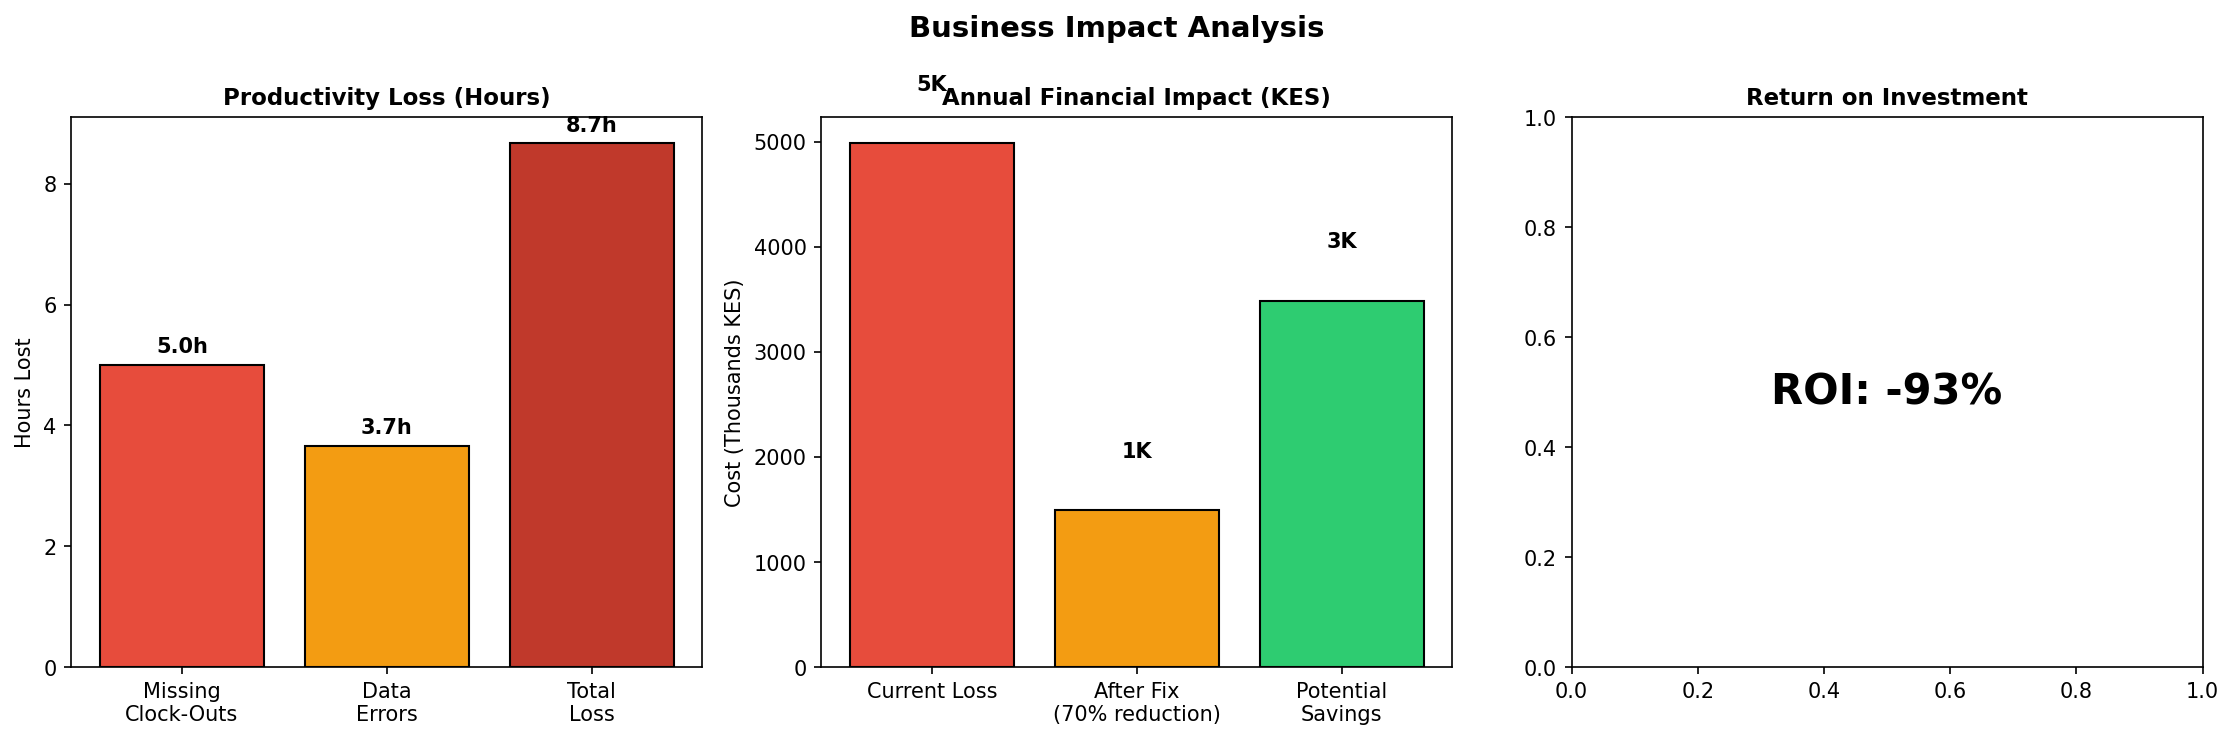 Business Impact Analysis
Productivity Loss (Hours)
8.7h
5.0h
3.7h
Hours Lost
8
6
4
2
0
Missing
Clock-Outs
Data
Errors
Total
Loss
Annual Financial Impact (KES)
5K
3K
1K
Cost (Thousands KES)
5000
4000
3000
2000
1000
0
Current Loss
After Fix
(70% reduction)
Potential
Savings
Return on Investment
1.0
0.8
0.6
0.4
0.2
0.0
ROI: -93%
0.0 0.2 0.4 0.6 0.8 1.0